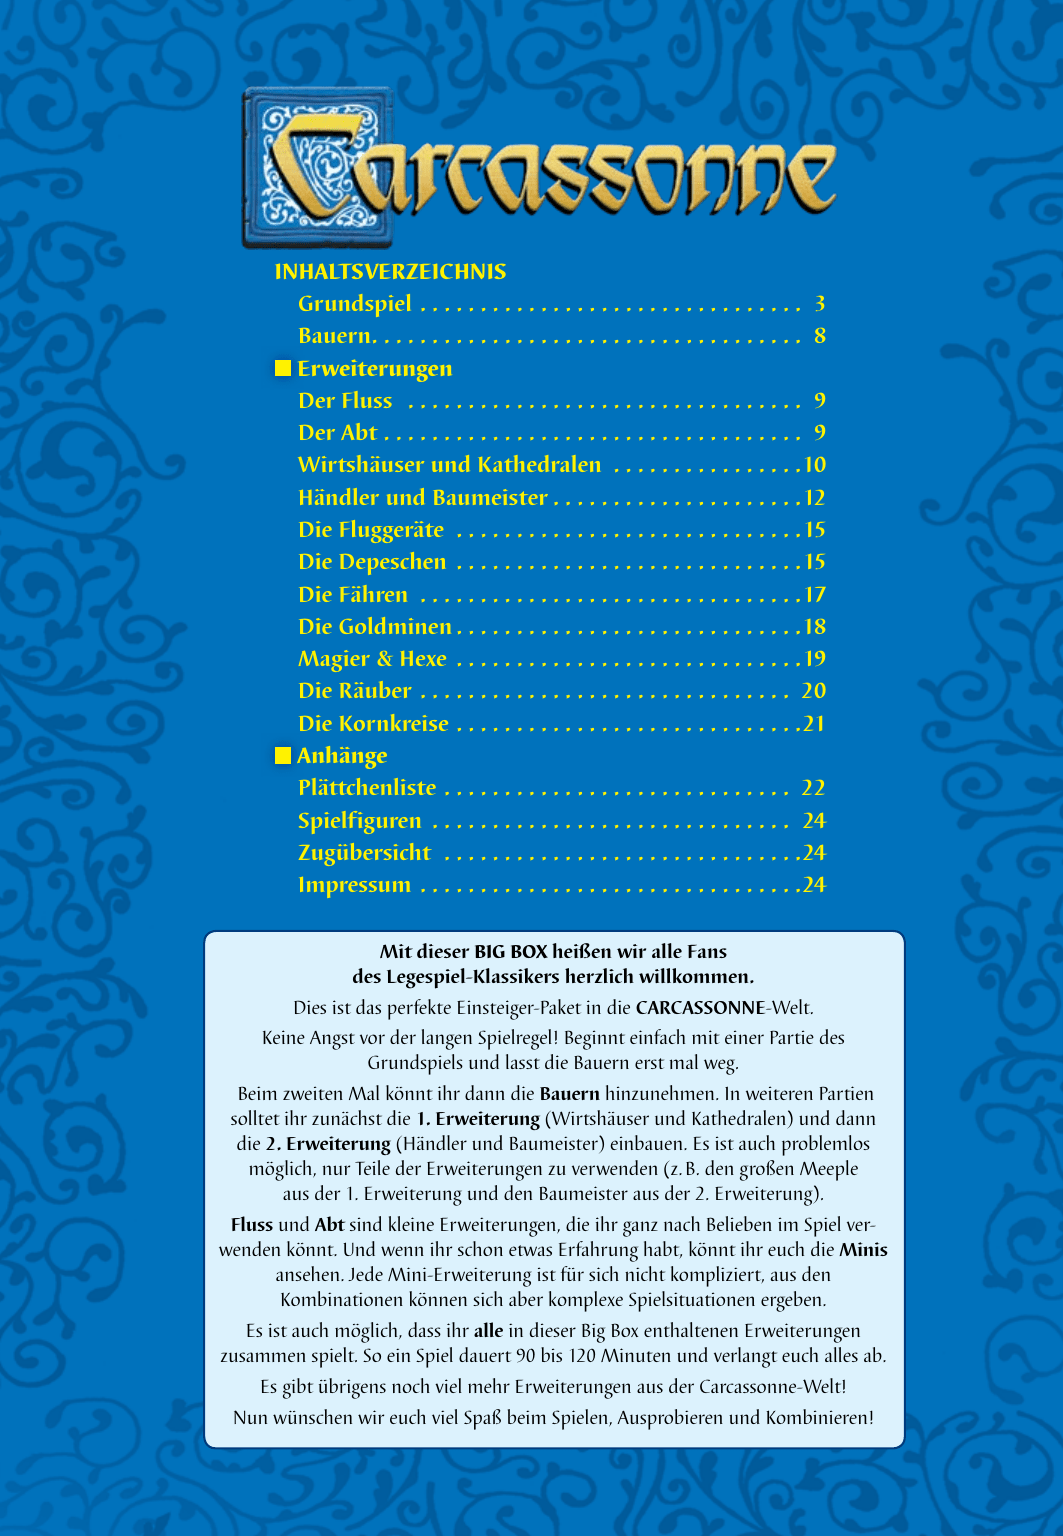 Carcassonne
INHALTSVERZEICHNIS
Grundspiel . . . . . . . . . . . . . . . . . . . . . . . . . . . . . . . . 3
Bauern. . . . . . . . . . . . . . . . . . . . . . . . . . . . . . . . . . . . 8
Erweiterungen
Der Fluss . . . . . . . . . . . . . . . . . . . . . . . . . . . . . . . . . 9
Der Abt . . . . . . . . . . . . . . . . . . . . . . . . . . . . . . . . . . . 9
Wirtshäuser und Kathedralen . . . . . . . . . . . . . . . .10
Händler und Baumeister . . . . . . . . . . . . . . . . . . . . .12
Die Fluggeräte . . . . . . . . . . . . . . . . . . . . . . . . . . . . .15
Die Depeschen . . . . . . . . . . . . . . . . . . . . . . . . . . . . .15
Die Fähren . . . . . . . . . . . . . . . . . . . . . . . . . . . . . . . .17
Die Goldminen . . . . . . . . . . . . . . . . . . . . . . . . . . . . .18
Magier & Hexe . . . . . . . . . . . . . . . . . . . . . . . . . . . . .19
Die Räuber . . . . . . . . . . . . . . . . . . . . . . . . . . . . . . . 20
Die Kornkreise . . . . . . . . . . . . . . . . . . . . . . . . . . . . .21
Anhänge
Plättchenliste . . . . . . . . . . . . . . . . . . . . . . . . . . . . . 22
Spielfiguren . . . . . . . . . . . . . . . . . . . . . . . . . . . . . . 24
Zugübersicht . . . . . . . . . . . . . . . . . . . . . . . . . . . . . .24
Impressum . . . . . . . . . . . . . . . . . . . . . . . . . . . . . . . .24
Mit dieser BIG BOX heißen wir alle Fans
des Legespiel-Klassikers herzlich willkommen.
Dies ist das perfekte Einsteiger-Paket in die CARCASSONNE-Welt.
Keine Angst vor der langen Spielregel! Beginnt einfach mit einer Partie des
Grundspiels und lasst die Bauern erst mal weg.
Beim zweiten Mal könnt ihr dann die Bauern hinzunehmen. In weiteren Partien
solltet ihr zunächst die 1. Erweiterung (Wirtshäuser und Kathedralen) und dann
die 2. Erweiterung (Händler und Baumeister) einbauen. Es ist auch problemlos
möglich, nur Teile der Erweiterungen zu verwenden (z. B. den großen Meeple
aus der 1. Erweiterung und den Baumeister aus der 2. Erweiterung).
Fluss und Abt sind kleine Erweiterungen, die ihr ganz nach Belieben im Spiel ver-
wenden könnt. Und wenn ihr schon etwas Erfahrung habt, könnt ihr euch die Minis
ansehen. Jede Mini-Erweiterung ist für sich nicht kompliziert, aus den
Kombinationen können sich aber komplexe Spielsituationen ergeben.
Es ist auch möglich, dass ihr alle in dieser Big Box enthaltenen Erweiterungen
zusammen spielt. So ein Spiel dauert 90 bis 120 Minuten und verlangt euch alles ab.
Es gibt übrigens noch viel mehr Erweiterungen aus der Carcassonne-Welt!
Nun wünschen wir euch viel Spaß beim Spielen, Ausprobieren und Kombinieren!